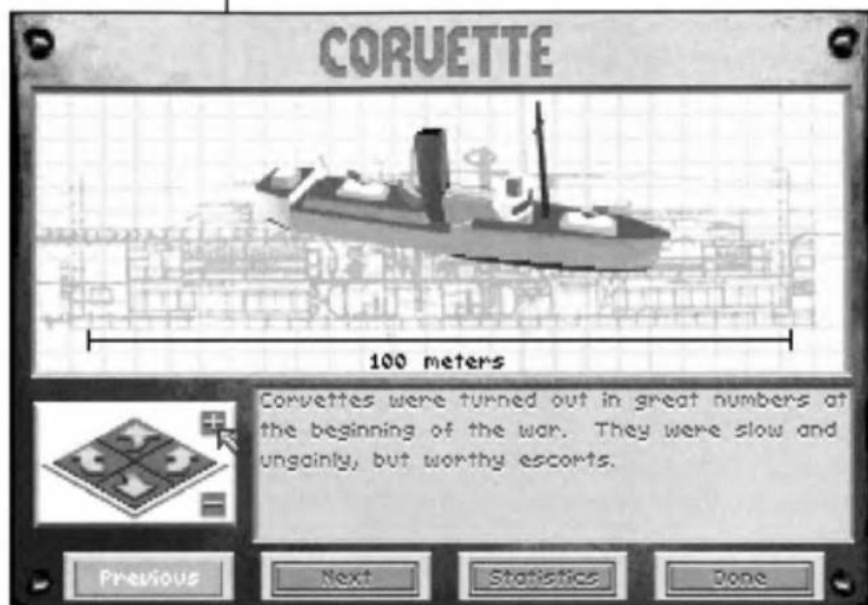 CORVETTE
100 meters
Corvettes were turned out in great numbers at
the beginning of the war. They were slow and
ungainly, but worthy escorts.
Previous
Next
Statistics
Done